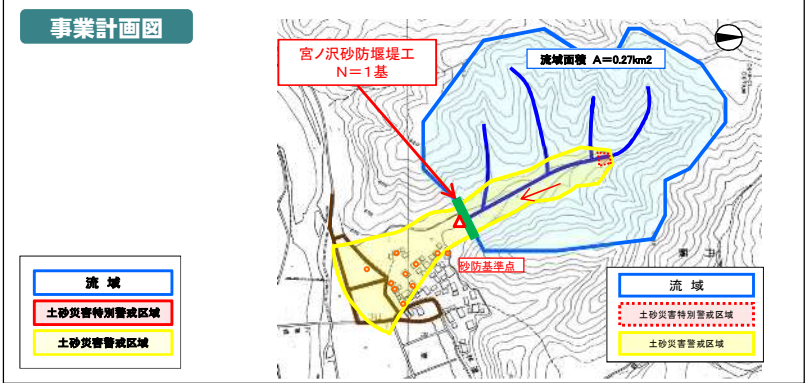 事業計画図
宮ノ沢砂防堰堤工
N=1基
流域面積 A=0.27km2
砂防基準点
流域
土砂災害特別警戒区域
土砂災害警戒区域
流域
土砂災害特別警戒区域
土砂災害警戒区域